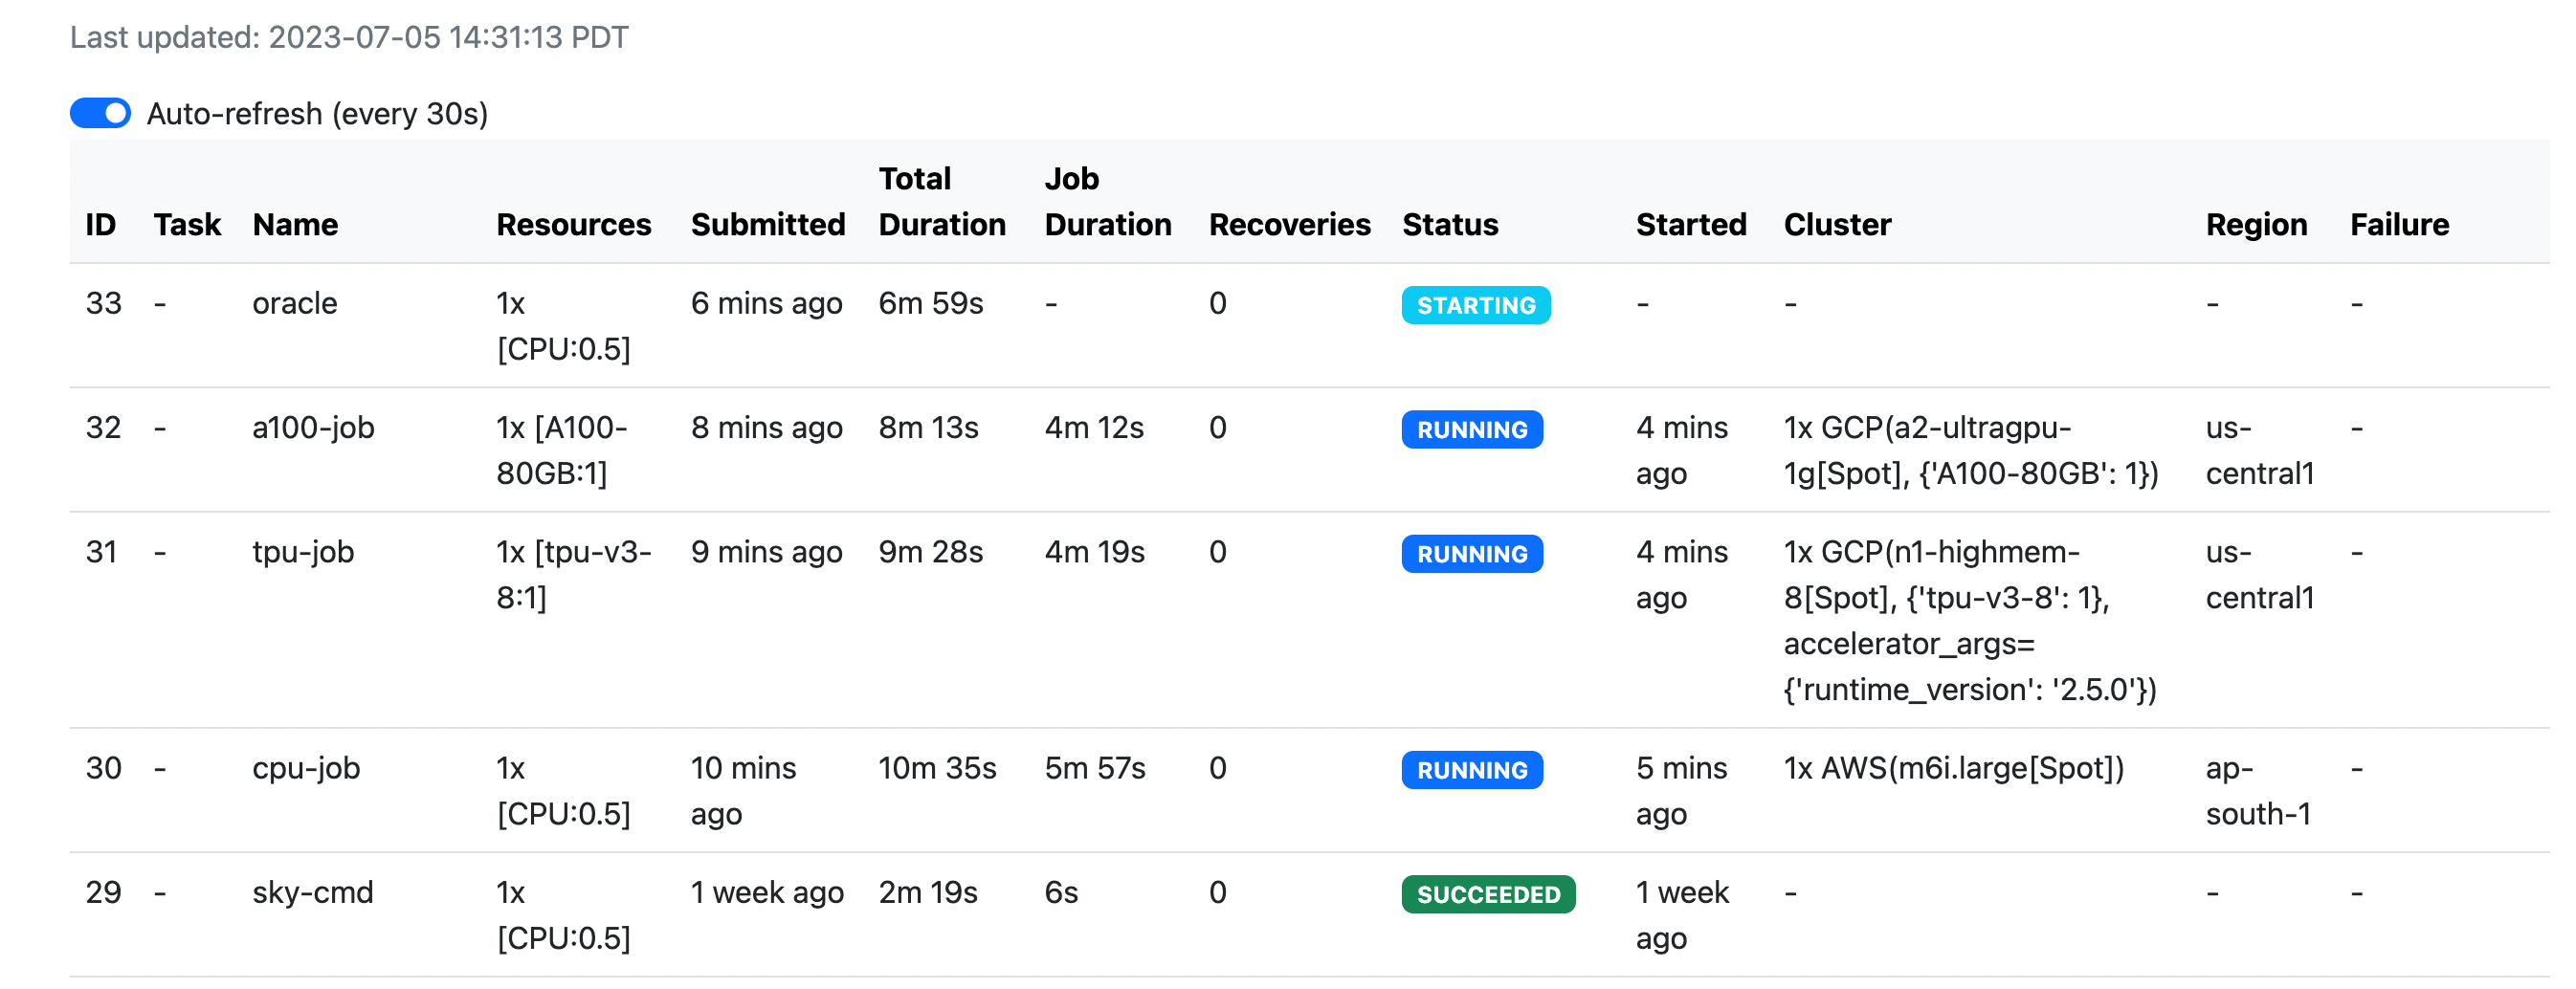 Last updated: 2023-07-05 14:31:13 PDT
Auto-refresh (every 30s)
ID Task Name Resources Submitted Total Duration Job Duration Recoveries Status Started Cluster Region Failure
33 - oracle 1x [CPU:0.5] 6 mins ago 6m 59s - 0 STARTING - - - -
32 - a100-job 1x [A100-80GB:1] 8 mins ago 8m 13s 4m 12s 0 RUNNING 4 mins ago 1x GCP(a2-ultragpu-1g[Spot], {'A100-80GB': 1}) us-central1 -
31 - tpu-job 1x [tpu-v3-8:1] 9 mins ago 9m 28s 4m 19s 0 RUNNING 4 mins ago 1x GCP(n1-highmem-8[Spot], {'tpu-v3-8': 1}, accelerator_args={'runtime_version': '2.5.0'}) us-central1 -
30 - cpu-job 1x [CPU:0.5] 10 mins ago 10m 35s 5m 57s 0 RUNNING 5 mins ago 1x AWS(m6i.large[Spot]) ap-south-1 -
29 - sky-cmd 1x [CPU:0.5] 1 week ago 2m 19s 6s 0 SUCCEEDED 1 week ago - - -